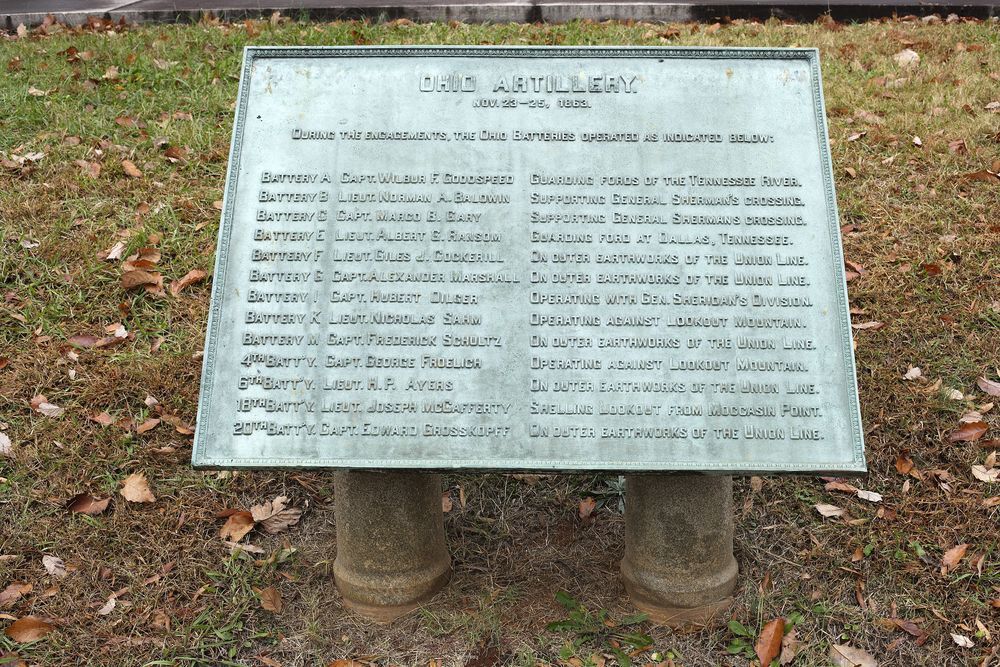 OHIO ARTILLERY.
NOV. 23-25, 1863.
DURING THE ENGAGEMENTS, THE OHIO BATTERIES OPERATED AS INDICATED BELOW:
BATTERY A CAPT. WILBUR F. GOODSPEED GUARDING FORDS OF THE TENNESSEE RIVER.
BATTERY B LIEUT. NORMAN A. BALDWIN SUPPORTING GENERAL SHERMAN'S CROSSING.
BATTERY C CAPT. MARCO B. GARY SUPPORTING GENERAL SHERMANS CROSSING.
BATTERY E LIEUT. ALBERT G. RANSOM GUARDING FORD AT DALLAS, TENNESSEE.
BATTERY F LIEUT. GILES J. COCKERILL ON OUTER EARTHWORKS OF THE UNION LINE.
BATTERY G CAPT. ALEXANDER MARSHALL ON OUTER EARTHWORKS OF THE UNION LINE.
BATTERY I CAPT. HUBERT DILGER OPERATING WITH GEN. SHERIDAN'S DIVISION.
BATTERY K LIEUT. NICHOLAS SAHM OPERATING AGAINST LOOKOUT MOUNTAIN.
BATTERY M CAPT. FREDERICK SCHULTZ ON OUTER EARTHWORKS OF THE UNION LINE.
4TH BATT'Y. CAPT. GEORGE FROELICH OPERATING AGAINST LOOKOUT MOUNTAIN.
6TH BATT'Y. LIEUT. H.P. AYERS ON OUTER EARTHWORKS OF THE UNION LINE.
18TH BATT'Y. LIEUT. JOSEPH MCCAFFERTY SHELLING LOOKOUT FROM MOCCASIN POINT.
20TH BATT'Y. CAPT. EDWARD GROSSKOPFF ON OUTER EARTHWORKS OF THE UNION LINE.